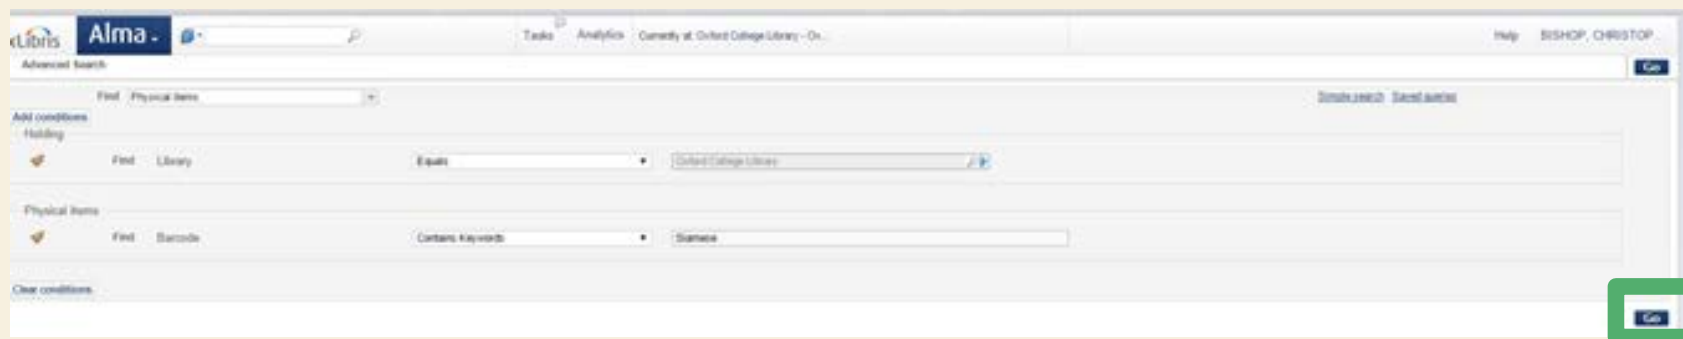 xLibris Alma Tasks Analytics Currently at: Oxford College Library - Ox... Help BISHOP, CHRISTOP...
Advanced Search Go
Find Physical items Simple search Saved queries
Add conditions
Holding
Find Library Equals Oxford College Library
Physical items
Find Barcode Contains Keywords Siamese
Clear conditions
Go